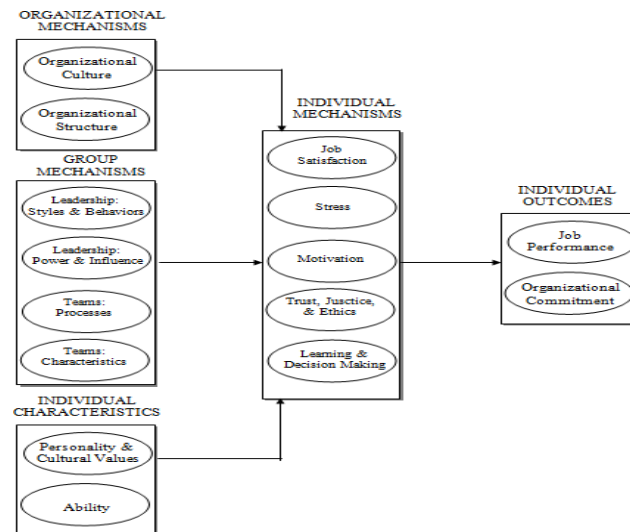 ORGANIZATIONAL
MECHANISMS
Organizational
Culture
Organizational
Structure
GROUP
MECHANISMS
Leadership:
Styles & Behaviors
Leadership:
Power & Influence
Teams:
Processes
Teams:
Characteristics
INDIVIDUAL
CHARACTERISTICS
Personality &
Cultural Values
Ability
INDIVIDUAL
MECHANISMS
Job
Satisfaction
Stress
Motivation
Trust, Jusctice,
& Ethics
Learning &
Decision Making
INDIVIDUAL
OUTCOMES
Job
Performance
Organizational
Commitment